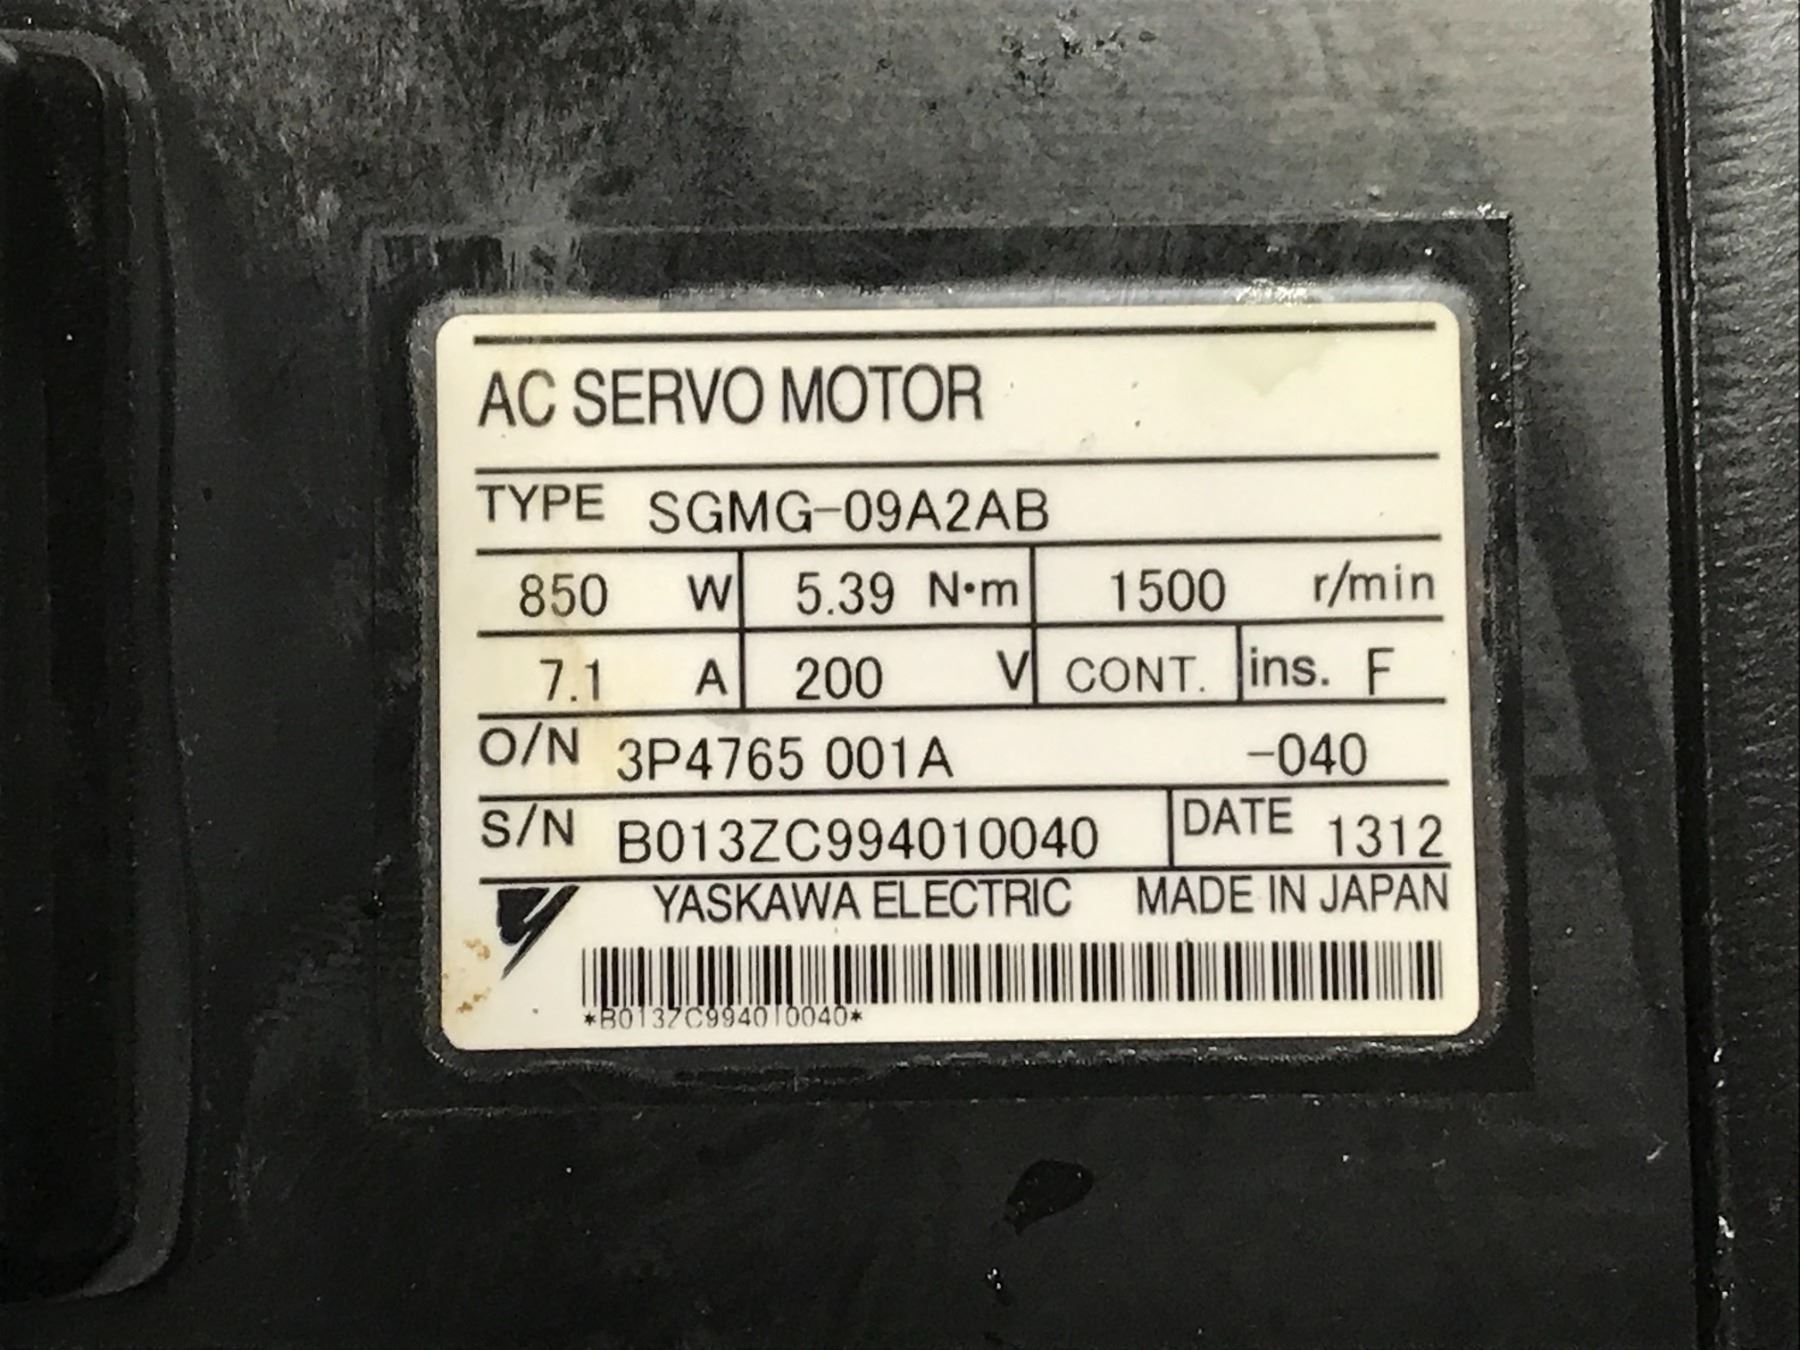 AC SERVO MOTOR
TYPE SGMG-09A2AB
850 W 5.39 N·m 1500 r/min
7.1 A 200 V CONT. ins. F
O/N 3P4765 001A -040
S/N B013ZC994010040 DATE 1312
YASKAWA ELECTRIC MADE IN JAPAN
*B013ZC994010040*